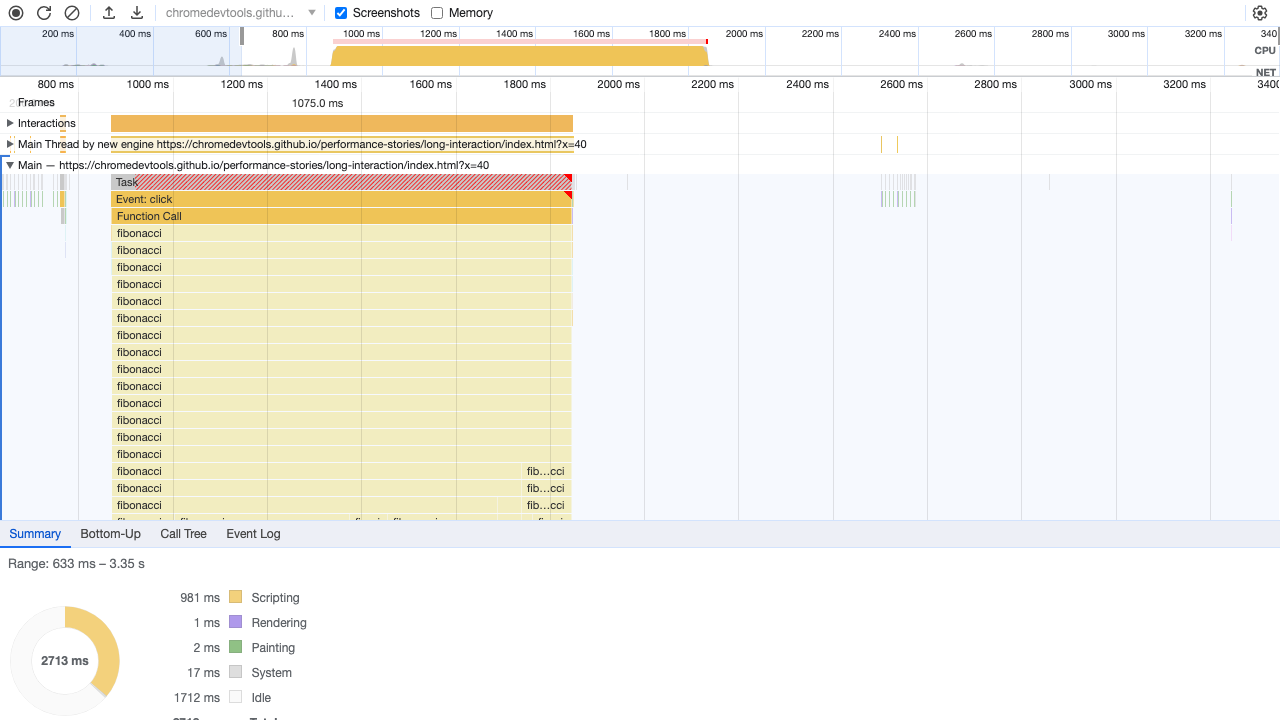 chromedevtools.githu… Screenshots Memory
200 ms 400 ms 600 ms 800 ms 1000 ms 1200 ms 1400 ms 1600 ms 1800 ms 2000 ms 2200 ms 2400 ms 2600 ms 2800 ms 3000 ms 3200 ms 340
CPU
NET
800 ms 1000 ms 1200 ms 1400 ms 1600 ms 1800 ms 2000 ms 2200 ms 2400 ms 2600 ms 2800 ms 3000 ms 3200 ms 3400
Frames 1075.0 ms
Interactions
Main Thread by new engine https://chromedevtools.github.io/performance-stories/long-interaction/index.html?x=40
Main — https://chromedevtools.github.io/performance-stories/long-interaction/index.html?x=40
Task
Event: click
Function Call
fibonacci
fibonacci
fibonacci
fibonacci
fibonacci
fibonacci
fibonacci
fibonacci
fibonacci
fibonacci
fibonacci
fibonacci
fibonacci
fibonacci
fibonacci fib…cci
fibonacci fib…cci
fibonacci fib…cci
Summary Bottom-Up Call Tree Event Log
Range: 633 ms – 3.35 s
981 ms Scripting
1 ms Rendering
2 ms Painting
2713 ms
17 ms System
1712 ms Idle